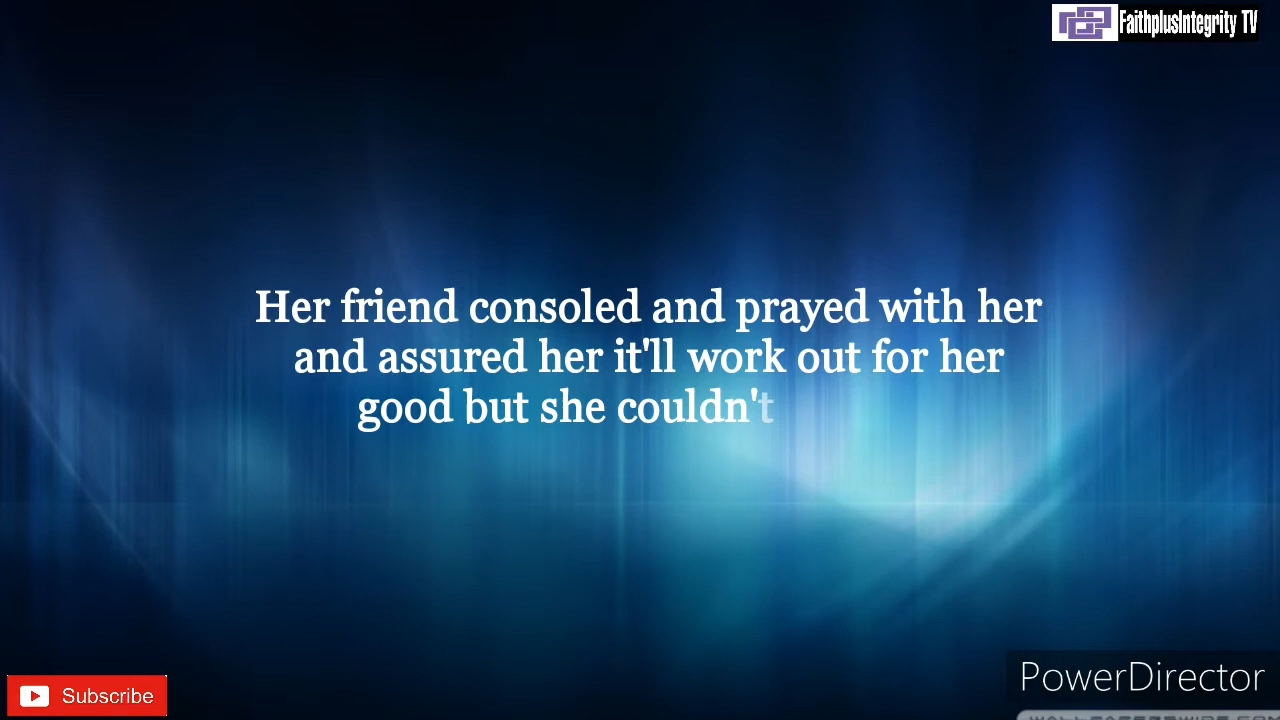 FaithplusIntegrity TV
Her friend consoled and prayed with her
and assured her it'll work out for her
good but she couldn't
Subscribe
PowerDirector